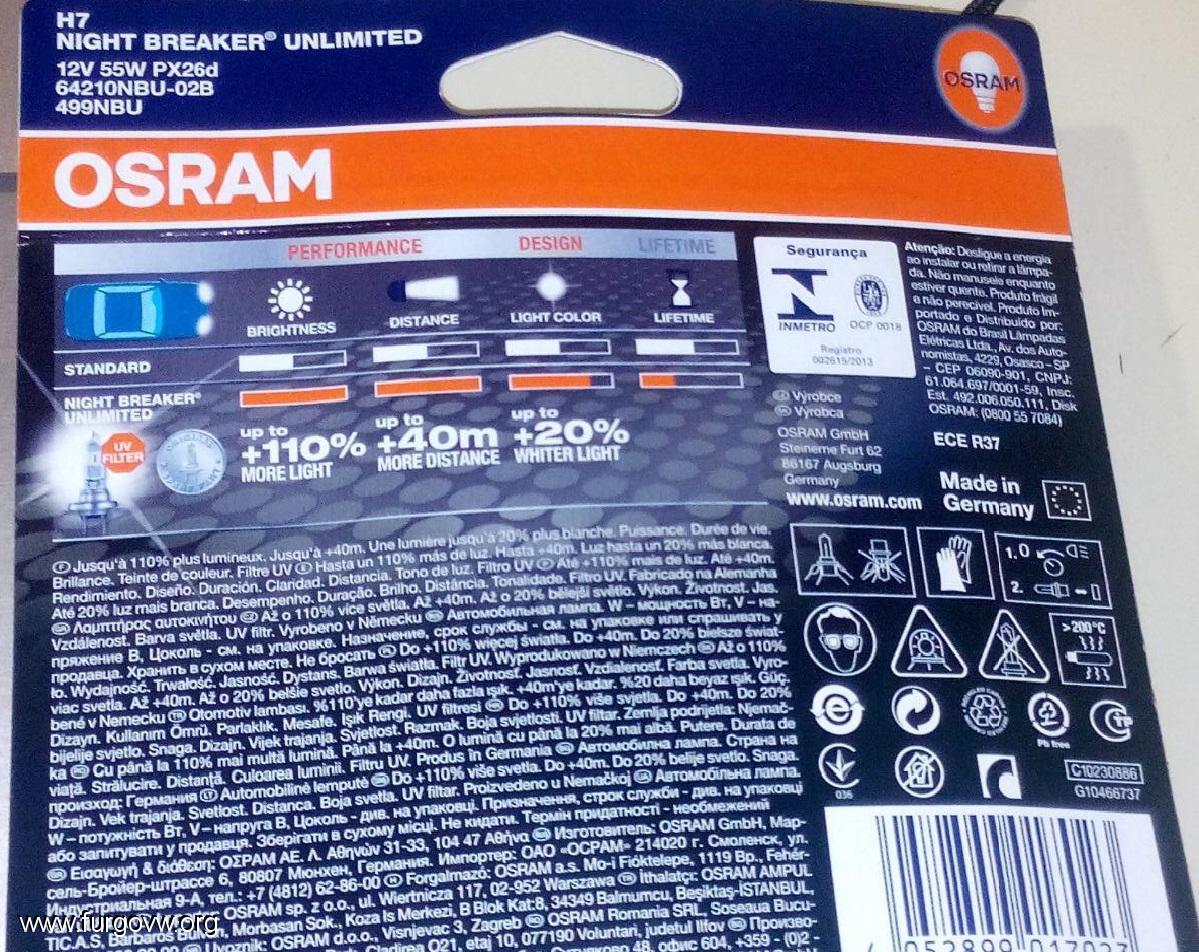 H7
NIGHT BREAKER® UNLIMITED
12V 55W PX26d
64210NBU-02B
499NBU
OSRAM
OSRAM
PERFORMANCE DESIGN LIFETIME
BRIGHTNESS DISTANCE LIGHT COLOR LIFETIME
STANDARD
NIGHT BREAKER®
UNLIMITED
UV
FILTER
up to
+110%
MORE LIGHT
up to
+40m
MORE DISTANCE
up to
+20%
WHITER LIGHT
Segurança
INMETRO
OCP 0018
Registro
002615/2013
Atenção: Desligue a energia
ao instalar ou retirar a lâmpa-
da. Não manuseie enquanto
estiver quente. Produto frágil
e não perecível. Produto Im-
portado e Distribuído por:
OSRAM do Brasil Lâmpadas
Elétricas Ltda., Av. dos Auto-
nomistas, 4229, Osasco - SP
- CEP 06090-901, CNPJ:
61.064.697/0001-59, Insc.
Est. 492.006.050.111, Disk
OSRAM: (0800 55 7084)
Výrobce
Výrobca
OSRAM GmbH
Steinerne Furt 62
86167 Augsburg
Germany
www.osram.com
ECE R37
Made in
Germany
Jusqu'à 110% plus lumineux. Jusqu'à +40m. Une lumière jusqu'à 20% plus blanche. Puissance. Durée de vie.
Brillance. Teinte de couleur. Filtre UV Hasta un 110% más de luz. Hasta +40m. Luz hasta un 20% más blanca.
Rendimiento. Diseño. Duración. Claridad. Distancia. Tono de luz. Filtro UV Até +110% mais de luz. Até +40m.
Até 20% luz mais branca. Desempenho. Duração. Brilho. Distância. Tonalidade. Filtro UV. Fabricado na Alemanha
Λαμπτήρας αυτοκινήτου Až o 110% více světla. Až +40m. Až o 20% bělejší světlo. Výkon. Životnost. Jas.
Vzdálenost. Barva světla. UV filtr. Vyrobeno v Německu Автомобильная лампа. W – мощность Вт, V – на-
пряжение В, Цоколь - см. на упаковке. Назначение, срок службы - см. на упаковке или спрашивать у
продавца. Хранить в сухом месте. Не бросать Do +110% więcej światła. Do +40m. Do 20% bielsze świat-
ło. Wydajność. Trwałość. Jasność. Dystans. Barwa światła. Filtr UV. Wyprodukowano w Niemczech Až o 110%
viac svetla. Až +40m. Až o 20% belšie svetlo. Výkon. Dizajn. Životnosť. Jasnosť. Vzdialenosť. Farba svetla. Vyro-
bené v Nemecku Otomotiv lambası. %110'ye kadar daha fazla ışık. +40m'ye kadar. %20 daha beyaz ışık. Güç.
Dizayn. Kullanım Ömrü. Parlaklık. Mesafe. Işık Rengi. UV filtresi Do +110% više svjetla. Do +40m. Do 20%
bijelije svjetlo. Snaga. Dizajn. Vijek trajanja. Svjetlost. Razmak. Boja svjetlosti. UV filtar. Zemlja podrijetla: Njemač-
ka Cu până la 110% mai multă lumină. Până la +40m. O lumină cu până la 20% mai albă. Putere. Durata de
viaţă. Strălucire. Distanţă. Culoarea luminii. Filtru UV. Produs în Germania Автомобилна лампа. Страна на
произход: Германия Automobilinė lemputė Do +110% više svetla. Do +40m. Do 20% belije svetlo. Snaga.
Dizajn. Vek trajanja. Svetlost. Distanca. Boja svetla. UV filtar. Proizvedeno u Nemačkoj Автомобільна лампа.
W – потужність Вт, V – напруга В, Цоколь - див. на упаковці. Призначення, строк служби - див. на упаковці
або запитувати у продавця. Зберігати в сухому місці. Не кидати. Термін придатності - необмежений
Εισαγωγή & διάθεση: ΟΣΡΑΜ ΑΕ. Λ. Αθηνών 31-33, 104 47 Αθήνα Изготовитель: OSRAM GmbH, Мар-
сель-Бройер-штрассе 6, 80807 Мюнхен, Германия. Импортер: ОАО «ОСРАМ» 214020 г. Смоленск, ул.
Индустриальная 9-А, тел.: +7 (4812) 62-86-00 Forgalmazó: OSRAM a.s. Mo-i Fióktelepe, 1119 Bp., Fehér-
OSRAM sp. z o.o., ul. Wiertnicza 117, 02-952 Warszawa Ithalatçı: OSRAM AMPUL
TIC.A.S, Barbaros Bulvarı, Morbasan Sok., Koza Is Merkezi, B Blok Kat:8, 34349 Balmumcu, Beşiktaş-İSTANBUL,
Uvoznik: OSRAM d.o.o., Visnjevac 3, Zagreb OSRAM Romania SRL, Soseaua Bucu-
O21, etaj 10, 077190 Voluntari, judetul Ilfov Произво-
48, офис 604, +359 - (0)2 -
1.
2.
>200°C
Pb free
036
C10230886
G10466737
www.furgovw.org